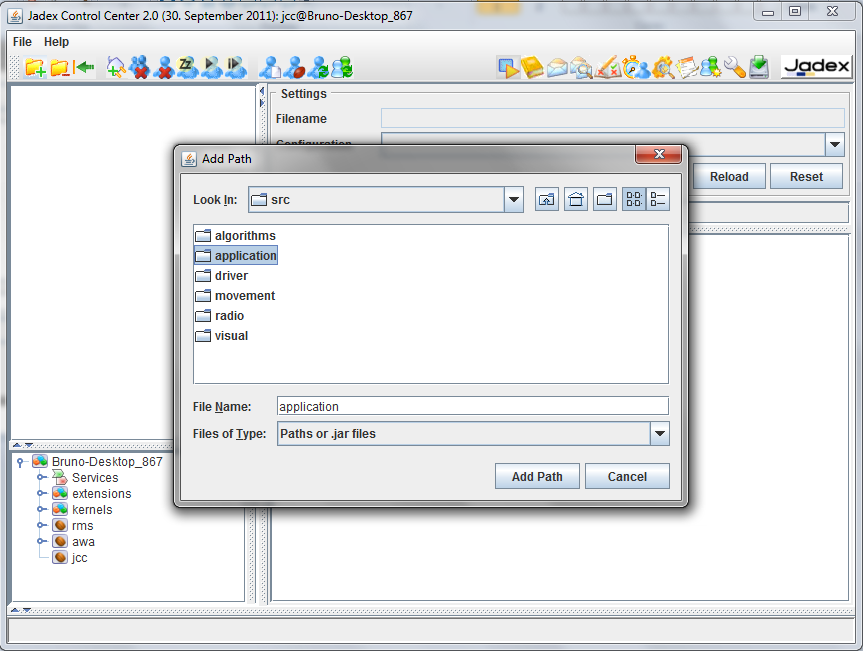 Jadex Control Center 2.0 (30. September 2011): jcc@Bruno-Desktop_867
File Help
Jadex
Settings
Filename
Configuration
Add Path
Reload Reset
Look In: src
algorithms
application
driver
movement
radio
visual
File Name: application
Files of Type: Paths or .jar files
Add Path Cancel
Bruno-Desktop_867
Services
extensions
kernels
rms
awa
jcc